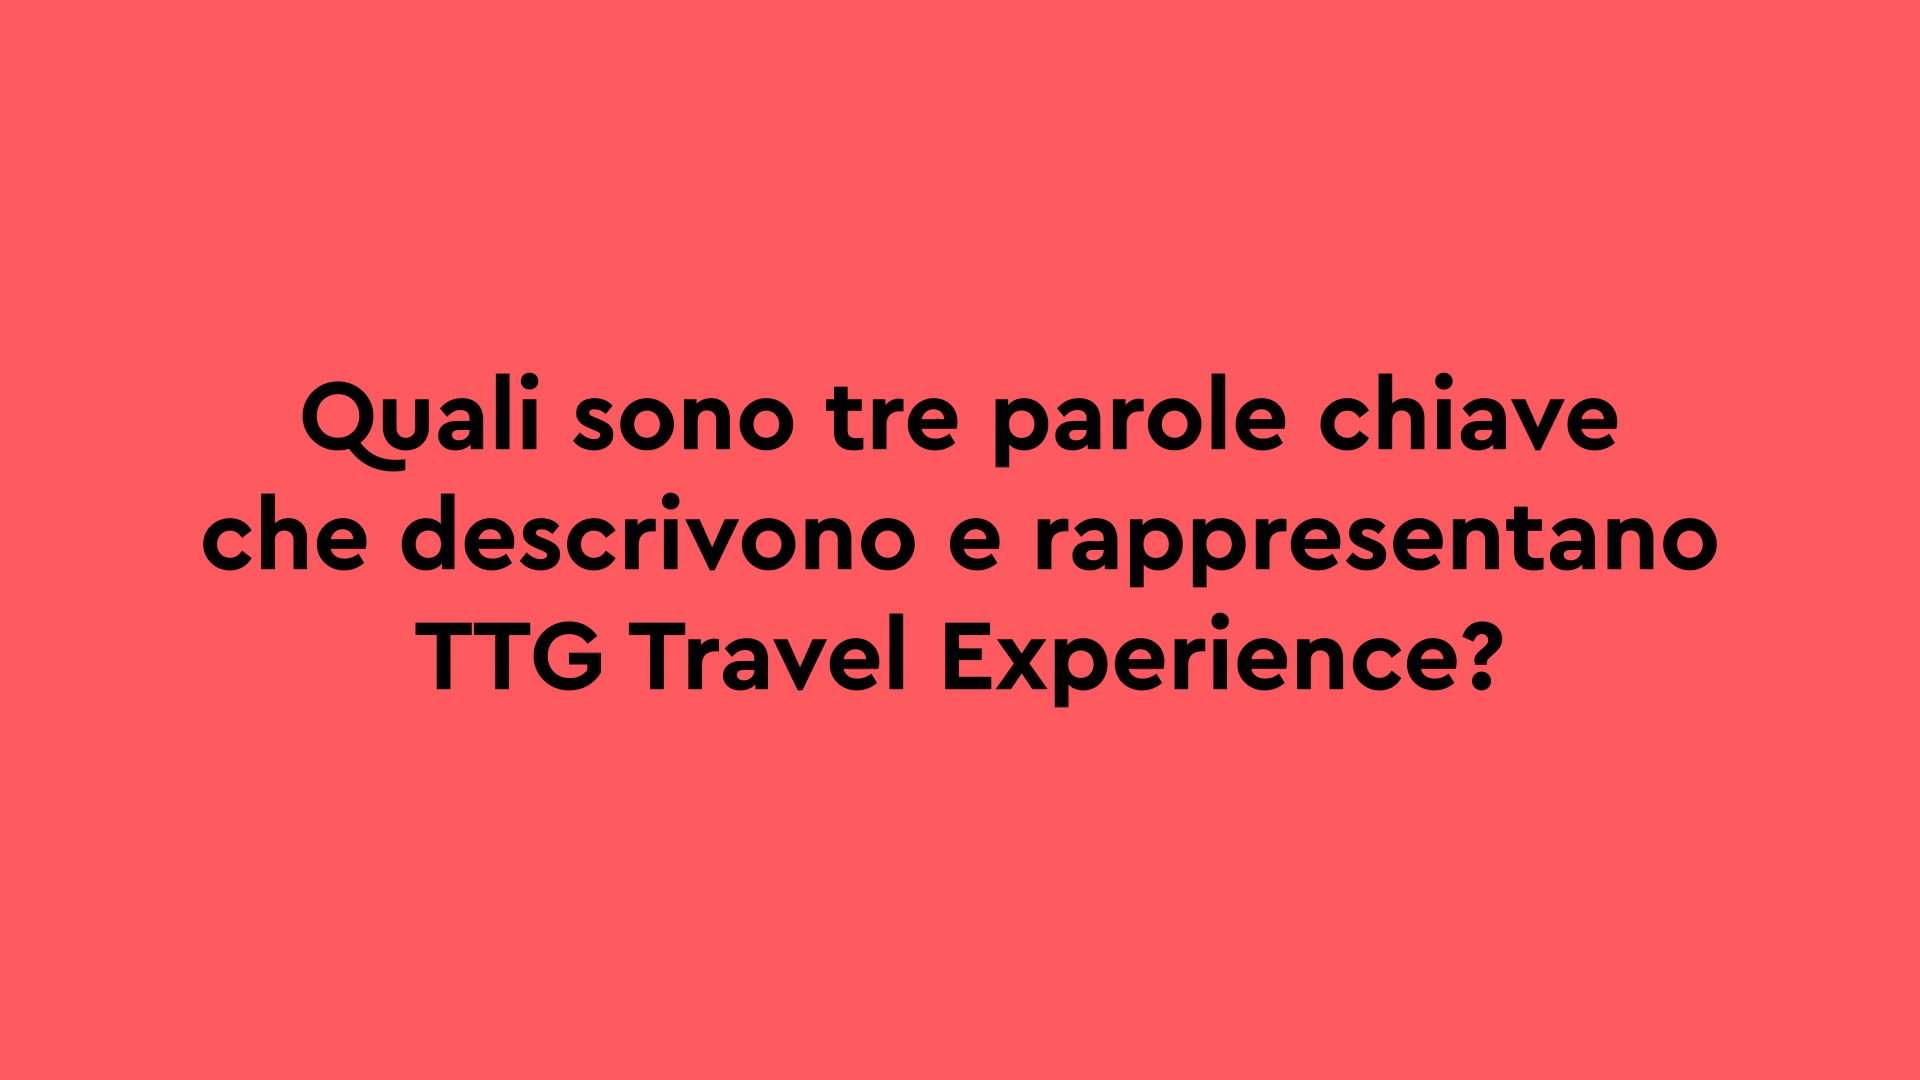 Quali sono tre parole chiave
che descrivono e rappresentano
TTG Travel Experience?